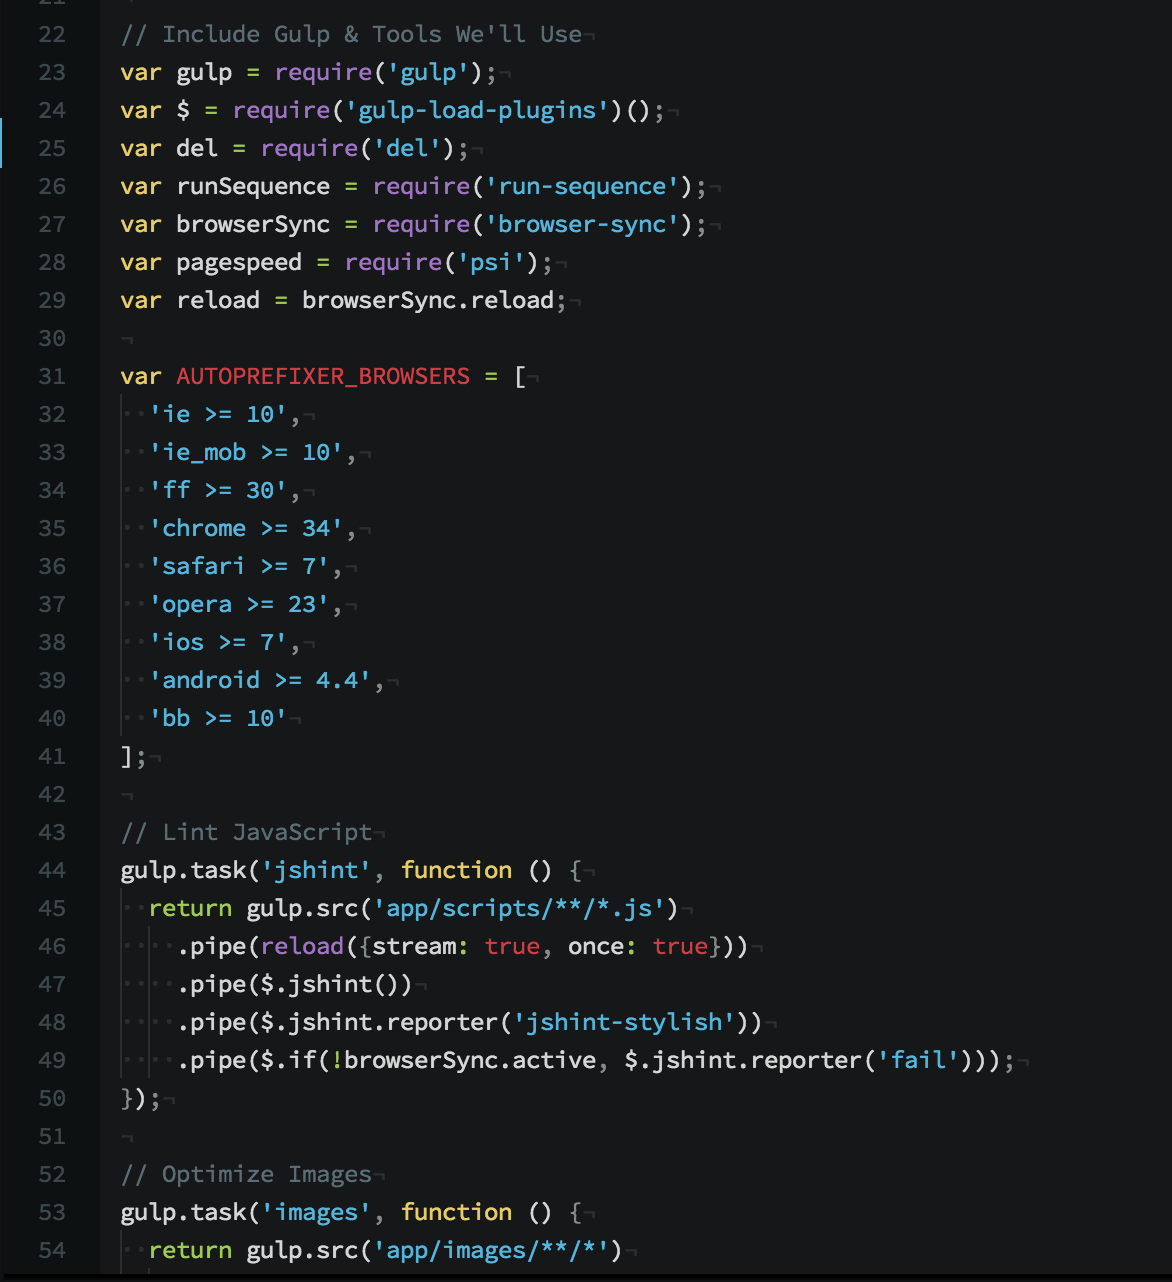 21
22 // Include Gulp & Tools We'll Use¬
23 var gulp = require('gulp');¬
24 var $ = require('gulp-load-plugins')();¬
25 var del = require('del');¬
26 var runSequence = require('run-sequence');¬
27 var browserSync = require('browser-sync');¬
28 var pagespeed = require('psi');¬
29 var reload = browserSync.reload;¬
30 ¬
31 var AUTOPREFIXER_BROWSERS = [¬
32 ··'ie >= 10',¬
33 ··'ie_mob >= 10',¬
34 ··'ff >= 30',¬
35 ··'chrome >= 34',¬
36 ··'safari >= 7',¬
37 ··'opera >= 23',¬
38 ··'ios >= 7',¬
39 ··'android >= 4.4',¬
40 ··'bb >= 10'¬
41 ];¬
42 ¬
43 // Lint JavaScript¬
44 gulp.task('jshint', function () {¬
45 ··return gulp.src('app/scripts/**/*.js')¬
46 ····.pipe(reload({stream: true, once: true}))¬
47 ····.pipe($.jshint())¬
48 ····.pipe($.jshint.reporter('jshint-stylish'))¬
49 ····.pipe($.if(!browserSync.active, $.jshint.reporter('fail')));¬
50 });¬
51 ¬
52 // Optimize Images¬
53 gulp.task('images', function () {¬
54 ··return gulp.src('app/images/**/*')¬